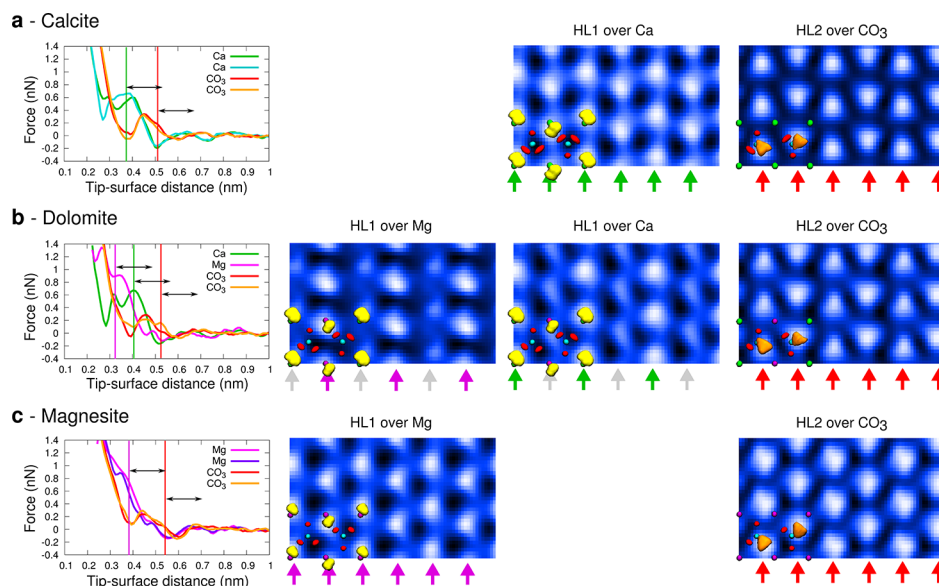 a - Calcite
HL1 over Ca
HL2 over CO3
Force (nN)
1.4
1.2
1
0.8
0.6
0.4
0.2
0
-0.2
-0.4
Ca
Ca
CO3
CO3
0.1 0.2 0.3 0.4 0.5 0.6 0.7 0.8 0.9 1
Tip-surface distance (nm)
b - Dolomite
HL1 over Mg
HL1 over Ca
HL2 over CO3
Force (nN)
1.4
1.2
1
0.8
0.6
0.4
0.2
0
-0.2
-0.4
Ca
Mg
CO3
CO3
0.1 0.2 0.3 0.4 0.5 0.6 0.7 0.8 0.9 1
Tip-surface distance (nm)
c - Magnesite
HL1 over Mg
HL2 over CO3
Force (nN)
1.4
1.2
1
0.8
0.6
0.4
0.2
0
-0.2
-0.4
Mg
Mg
CO3
CO3
0.1 0.2 0.3 0.4 0.5 0.6 0.7 0.8 0.9 1
Tip-surface distance (nm)